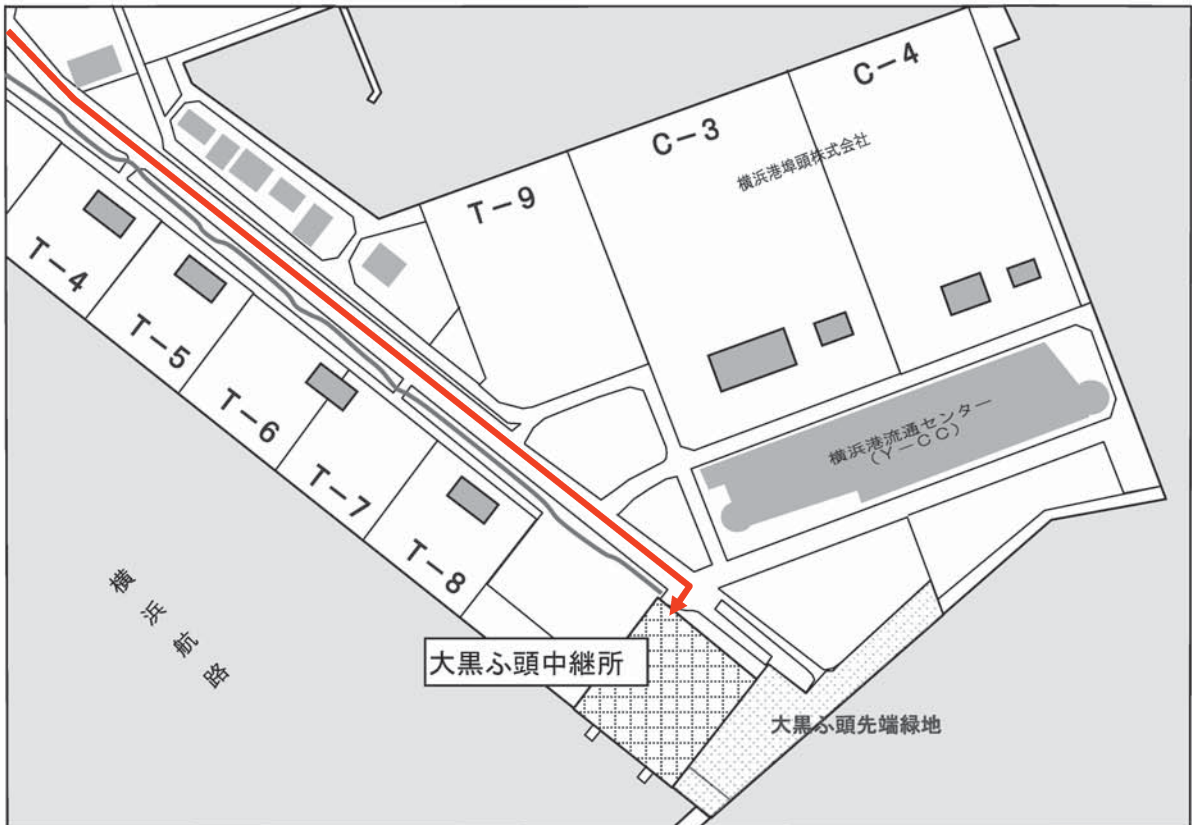 C－4
C－3
横浜港埠頭株式会社
T－9
T－4
T－5
T－6
T－7
T－8
横浜港流通センター
(Y－CC)
横浜航路
大黒ふ頭中継所
大黒ふ頭先端緑地